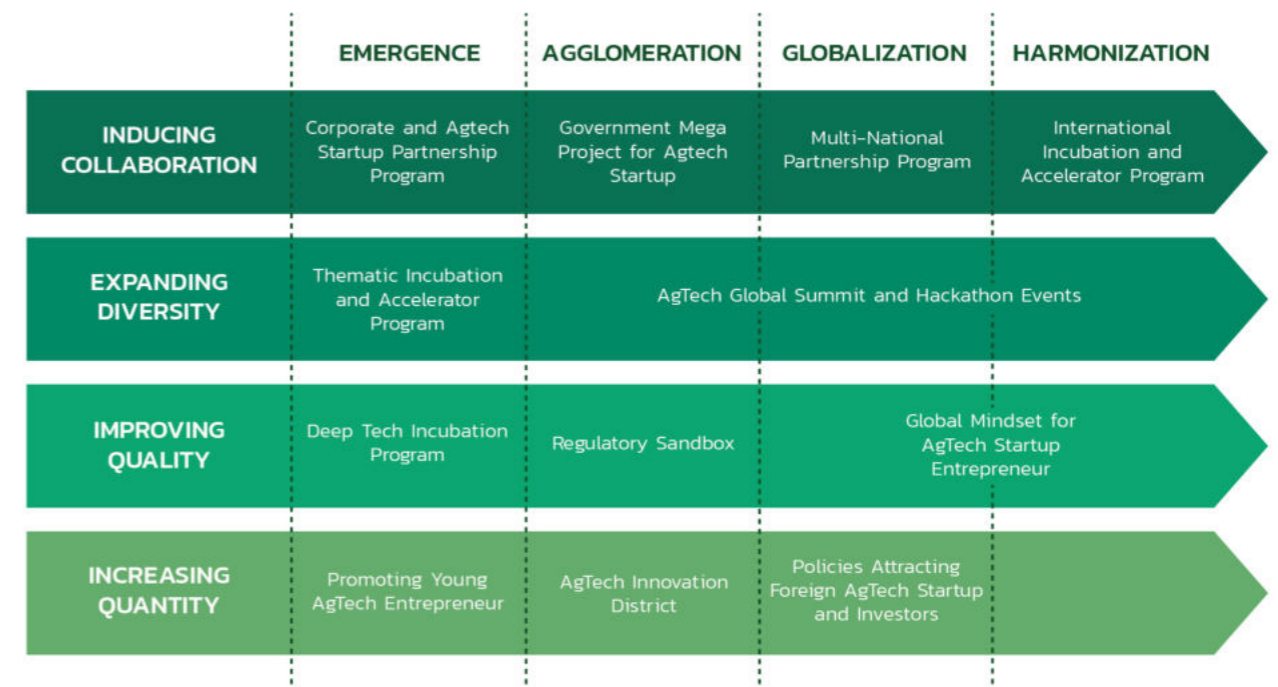 EMERGENCE
AGGLOMERATION
GLOBALIZATION
HARMONIZATION
INDUCING
COLLABORATION
Corporate and Agtech
Startup Partnership
Program
Government Mega
Project for Agtech
Startup
Multi-National
Partnership Program
International
Incubation and
Accelerator Program
EXPANDING
DIVERSITY
Thematic Incubation
and Accelerator
Program
AgTech Global Summit and Hackathon Events
IMPROVING
QUALITY
Deep Tech Incubation
Program
Regulatory Sandbox
Global Mindset for
AgTech Startup
Entrepreneur
INCREASING
QUANTITY
Promoting Young
AgTech Entrepreneur
AgTech Innovation
District
Policies Attracting
Foreign AgTech Startup
and Investors